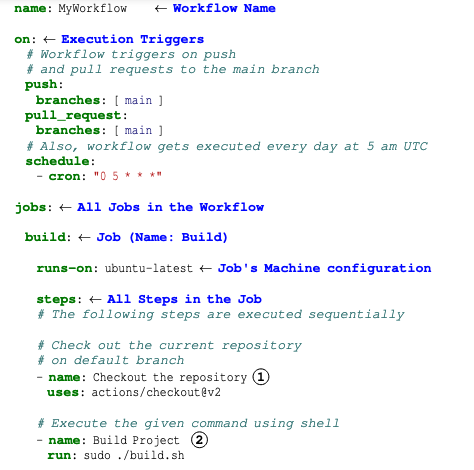 name: MyWorkflow ← Workflow Name
on: ← Execution Triggers
# Workflow triggers on push
# and pull requests to the main branch
push:
branches: [ main ]
pull_request:
branches: [ main ]
# Also, workflow gets executed every day at 5 am UTC
schedule:
- cron: "0 5 * * *"
jobs: ← All Jobs in the Workflow
build: ← Job (Name: Build)
runs-on: ubuntu-latest ← Job's Machine configuration
steps: ← All Steps in the Job
# The following steps are executed sequentially
# Check out the current repository
# on default branch
- name: Checkout the repository ①
uses: actions/checkout@v2
# Execute the given command using shell
- name: Build Project ②
run: sudo ./build.sh